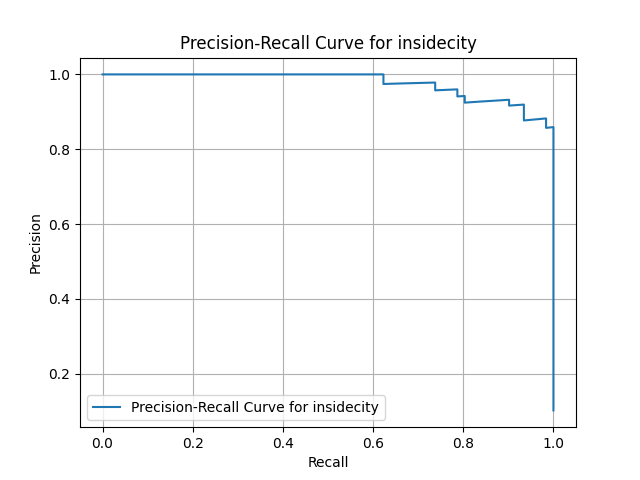 Precision-Recall Curve for insidecity
1.0
0.8
0.6
0.4
0.2
Precision
Precision-Recall Curve for insidecity
0.0 0.2 0.4 0.6 0.8 1.0
Recall